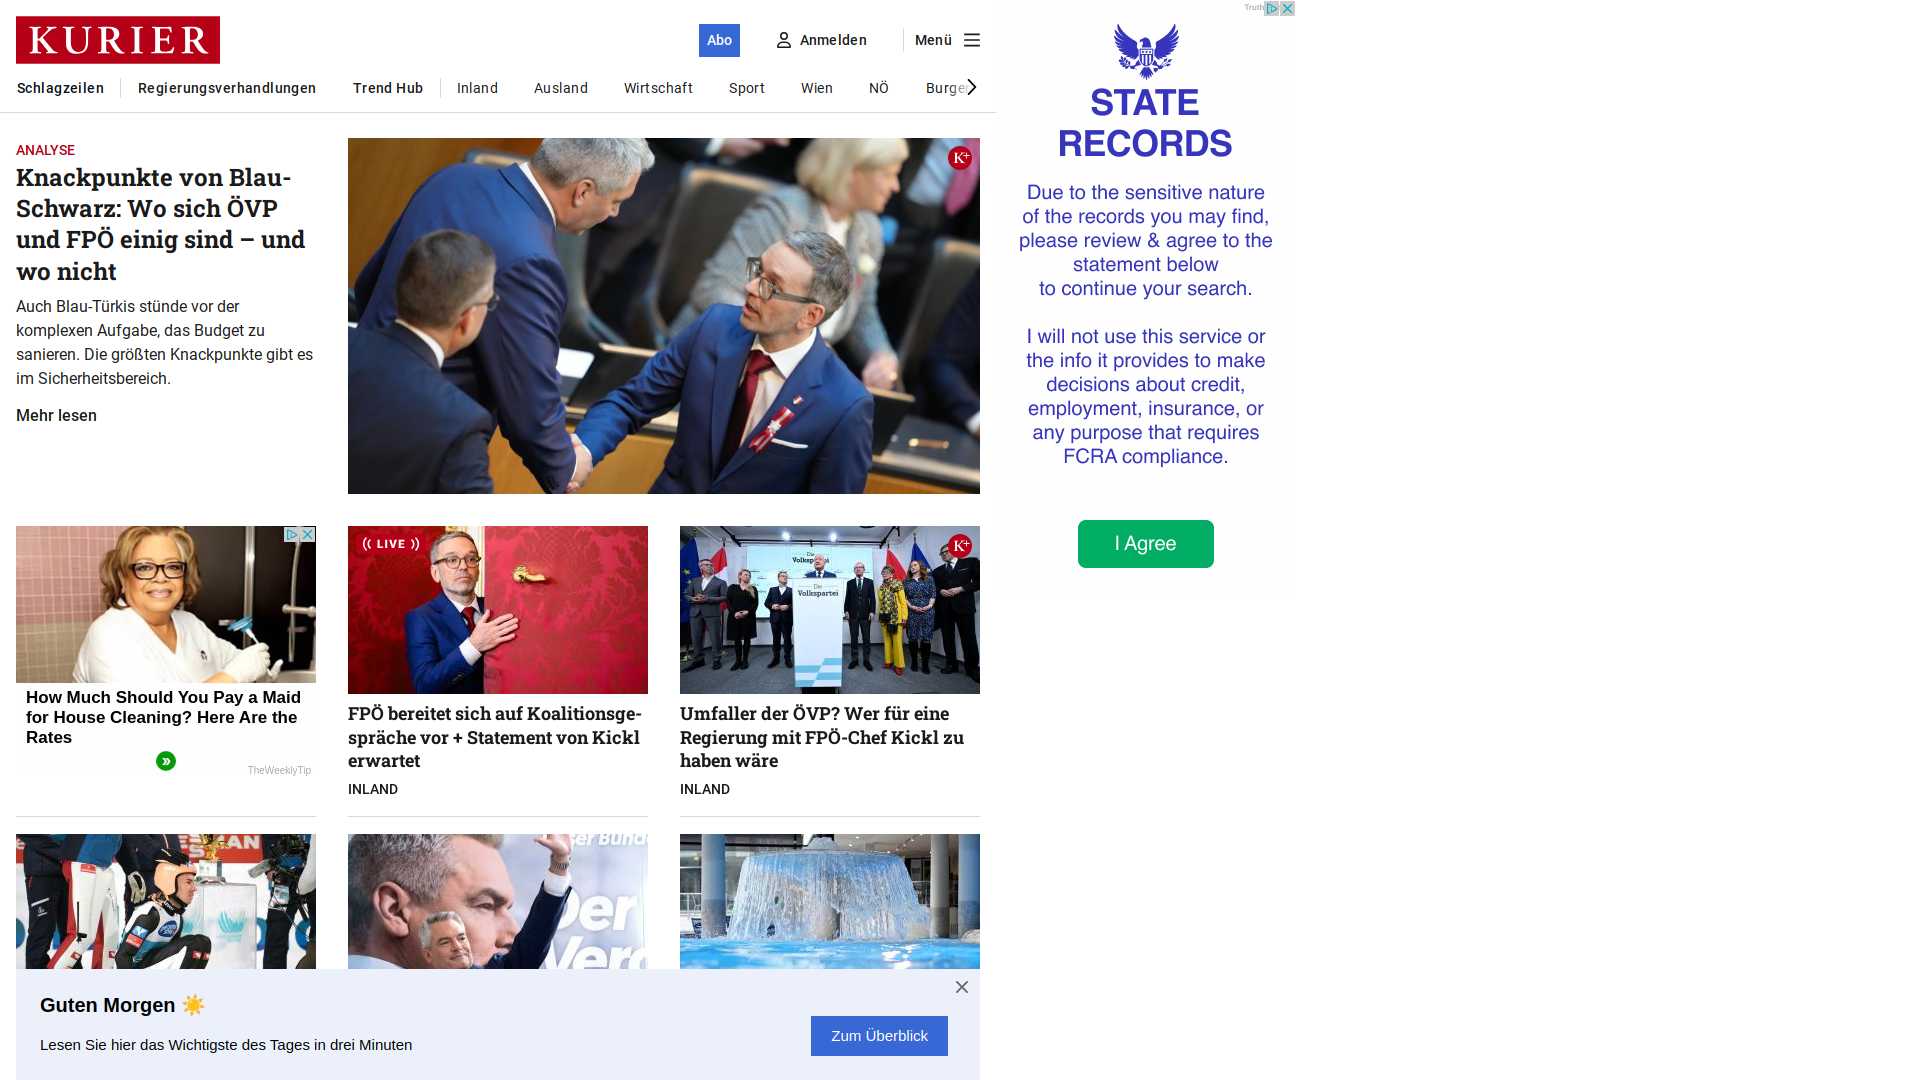 KURIER
Abo
Anmelden
Menü
Schlagzeilen
Regierungsverhandlungen
Trend Hub
Inland
Ausland
Wirtschaft
Sport
Wien
NÖ
ANALYSE
Knackpunkte von Blau-
Schwarz: Wo sich ÖVP
und FPÖ einig sind – und
wo nicht
Auch Blau-Türkis stünde vor der
komplexen Aufgabe, das Budget zu
sanieren. Die größten Knackpunkte gibt es
im Sicherheitsbereich.
Mehr lesen
K+
Truth
STATE
RECORDS
Due to the sensitive nature
of the records you may find,
please review & agree to the
statement below
to continue your search.
I will not use this service or
the info it provides to make
decisions about credit,
employment, insurance, or
any purpose that requires
FCRA compliance.
I Agree
How Much Should You Pay a Maid
for House Cleaning? Here Are the
Rates
TheWeeklyTip
LIVE
FPÖ bereitet sich auf Koalitionsge-
spräche vor + Statement von Kickl
erwartet
INLAND
K+
Die
Volkspartei
Die
Volkspartei
Umfaller der ÖVP? Wer für eine
Regierung mit FPÖ-Chef Kickl zu
haben wäre
INLAND
Der
Guten Morgen ☀️
Lesen Sie hier das Wichtigste des Tages in drei Minuten
Zum Überblick